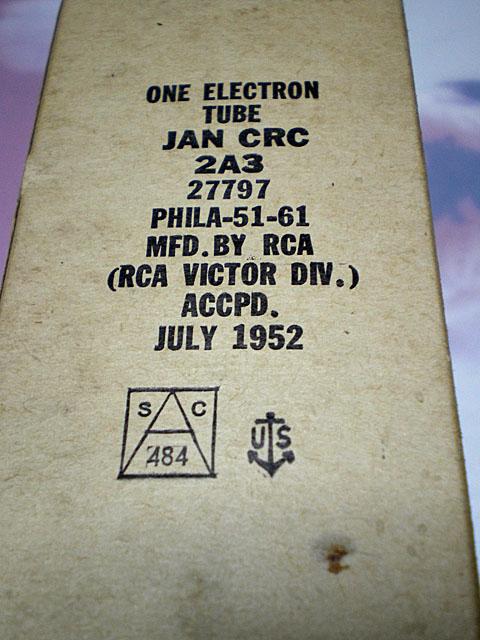 ONE ELECTRON
TUBE
JAN CRC
2A3
27797
PHILA-51-61
MFD. BY RCA
(RCA VICTOR DIV.)
ACCPD.
JULY 1952
S C
484
US